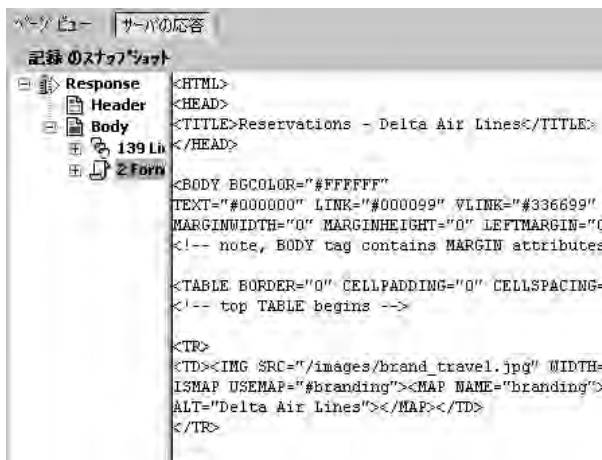 ページ ビュー
サーバの応答
記録 のスナップショット
Response
Header
Body
139 Lin
2 Form
<HTML>
<HEAD>
<TITLE>Reservations - Delta Air Lines</TITLE>
</HEAD>
<BODY BGCOLOR="#FFFFFF"
TEXT="#000000" LINK="#000099" VLINK="#336699"
MARGINWIDTH="0" MARGINHEIGHT="0" LEFTMARGIN="0
<!-- note, BODY tag contains MARGIN attributes
<TABLE BORDER="0" CELLPADDING="0" CELLSPACING=
<!-- top TABLE begins -->
<TR>
<TD><IMG SRC="/images/brand_travel.jpg" WIDTH=
ISMAP USEMAP="#branding"><MAP NAME="branding">
ALT="Delta Air Lines"></MAP></TD>
</TR>